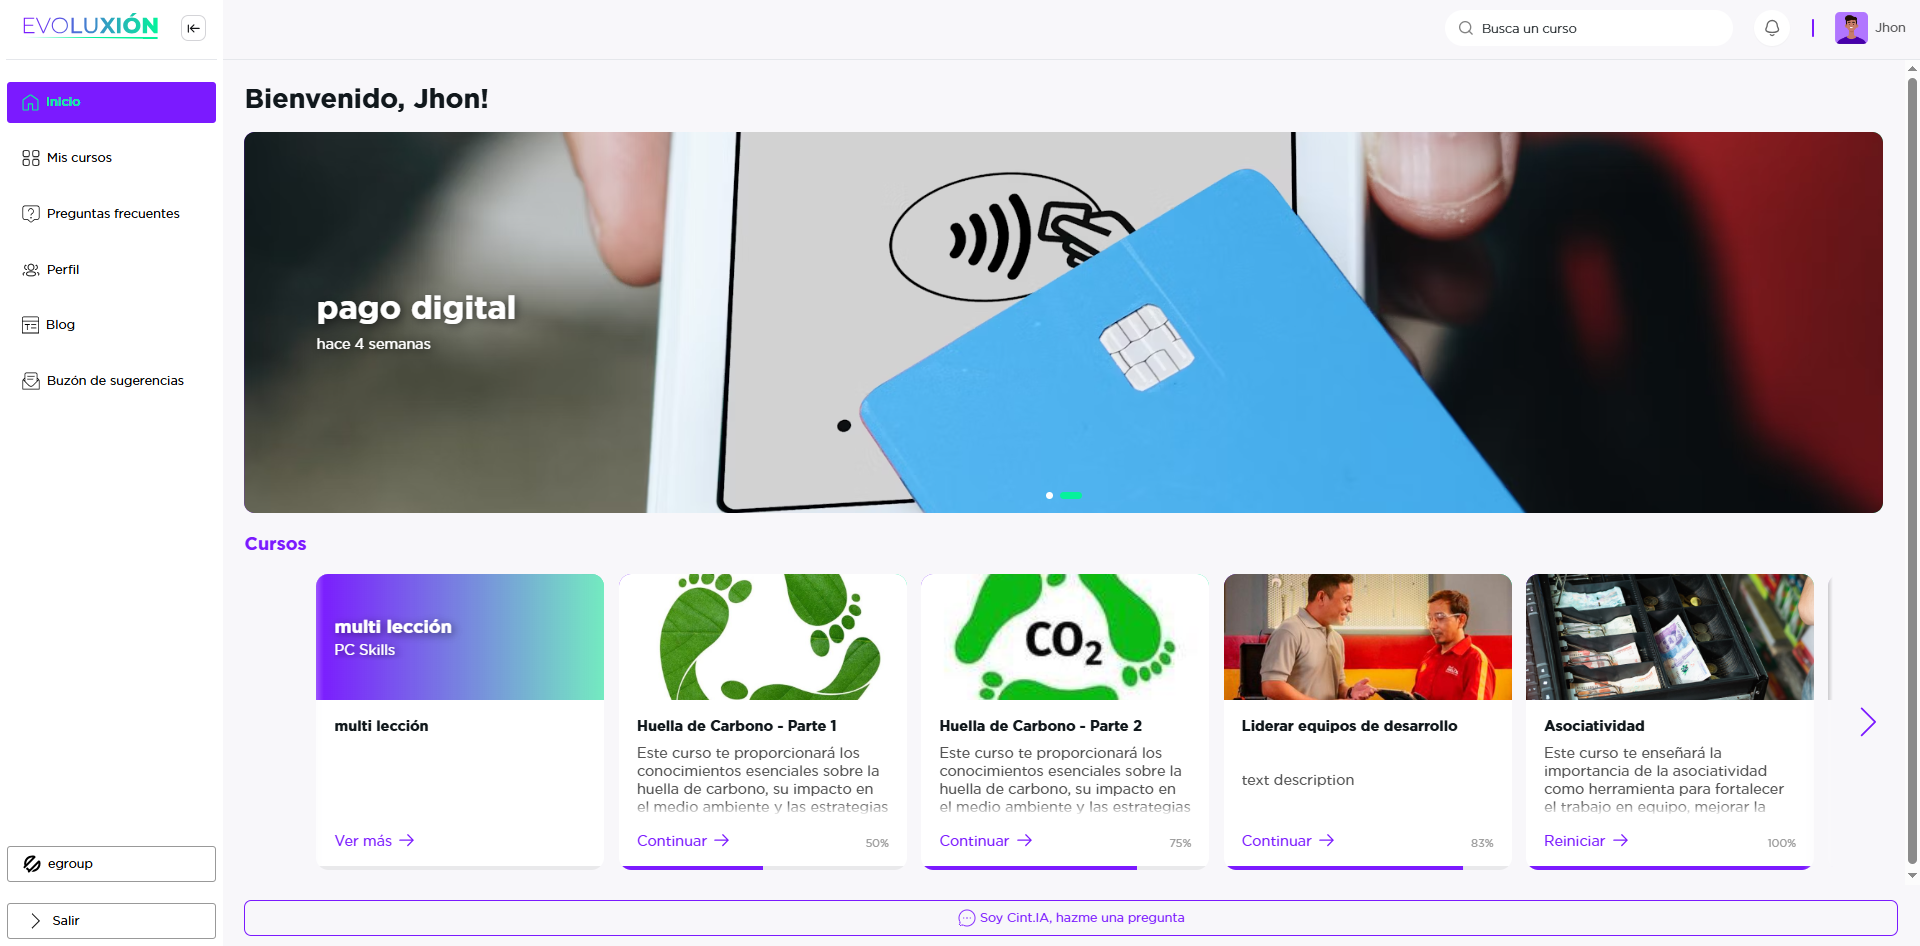 EVOLUXIÓN
Busca un curso
Jhon
Inicio
Mis cursos
Preguntas frecuentes
Perfil
Blog
Buzón de sugerencias
egroup
Salir
Bienvenido, Jhon!
pago digital
hace 4 semanas
Cursos
multi lección
PC Skills
multi lección
Ver más
CO2
Huella de Carbono - Parte 1
Este curso te proporcionará los
conocimientos esenciales sobre la
huella de carbono, su impacto en
el medio ambiente y las estrategias
Continuar
50%
Huella de Carbono - Parte 2
Este curso te proporcionará los
conocimientos esenciales sobre la
huella de carbono, su impacto en
el medio ambiente y las estrategias
Continuar
75%
Liderar equipos de desarrollo
text description
Continuar
83%
Asociatividad
Este curso te enseñará la
importancia de la asociatividad
como herramienta para fortalecer
el trabajo en equipo, mejorar la
Reiniciar
100%
Soy Cint.IA, hazme una pregunta